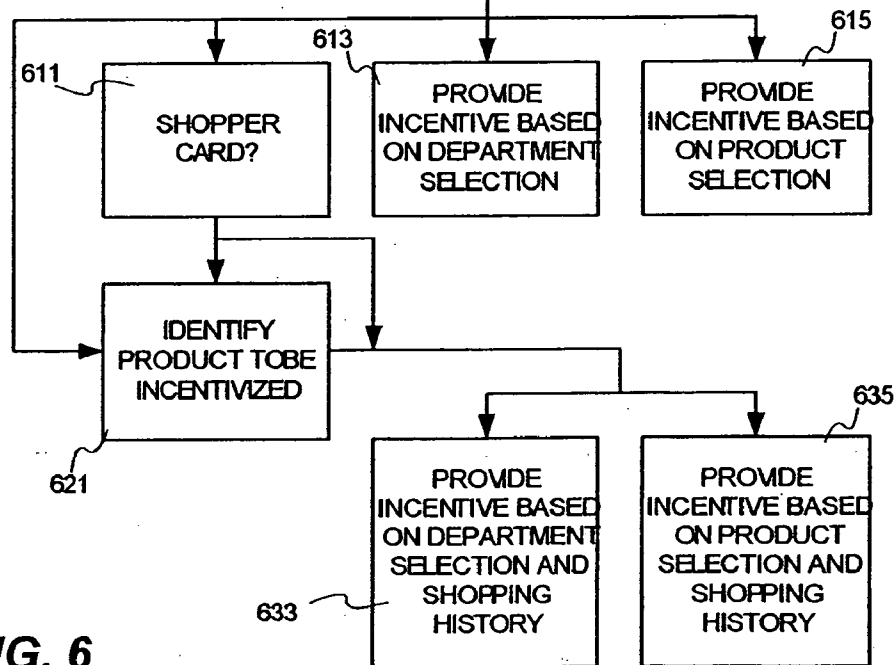 611
SHOPPER
CARD?
613
PROVIDE
INCENTIVE BASED
ON DEPARTMENT
SELECTION
615
PROVIDE
INCENTIVE BASED
ON PRODUCT
SELECTION
IDENTIFY
PRODUCT TOBE
INCENTIVIZED
621
PROVIDE
INCENTIVE BASED
ON DEPARTMENT
SELECTION AND
SHOPPING
HISTORY
633
635
PROVIDE
INCENTIVE BASED
ON PRODUCT
SELECTION AND
SHOPPING
HISTORY
IG. 6